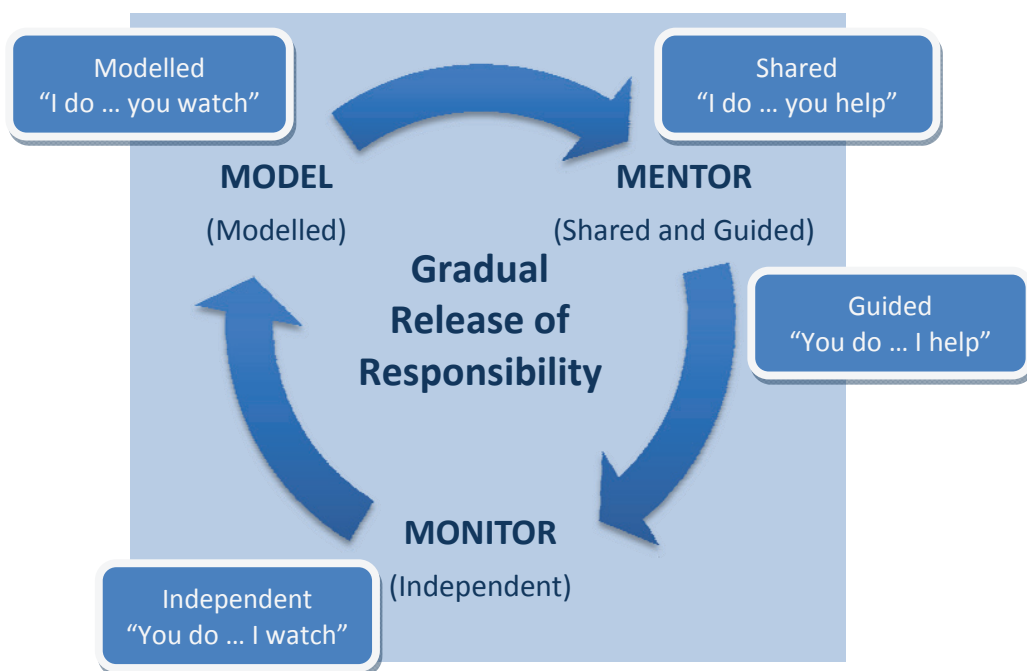 Modelled
“I do ... you watch”
Shared
“I do ... you help”
MODEL
(Modelled)
MENTOR
(Shared and Guided)
Gradual
Release of
Responsibility
Guided
“You do ... I help”
MONITOR
(Independent)
Independent
“You do ... I watch”